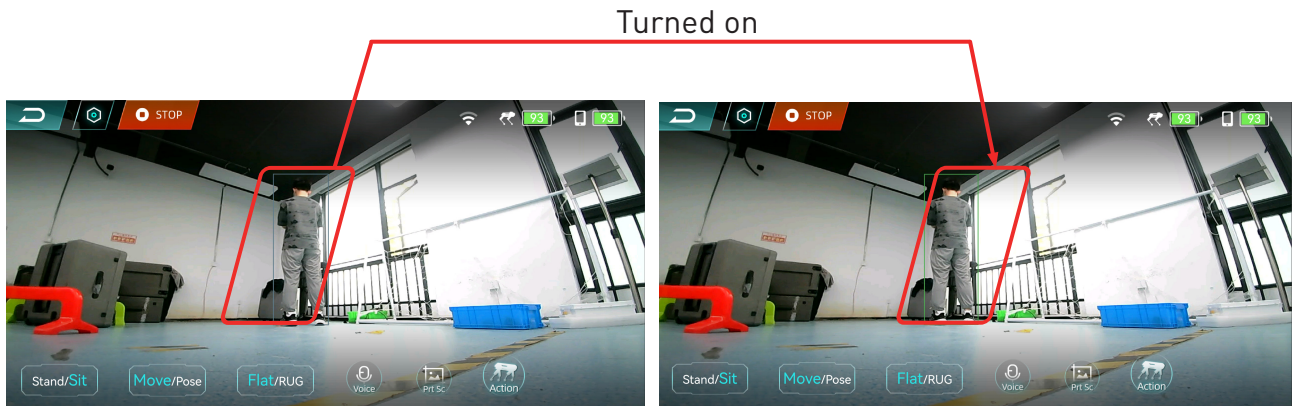 Turned on
STOP
93
93
Stand/Sit
Move/Pose
Flat/RUG
Voice
Prt Sc
Action
STOP
93
93
Stand/Sit
Move/Pose
Flat/RUG
Voice
Prt Sc
Action